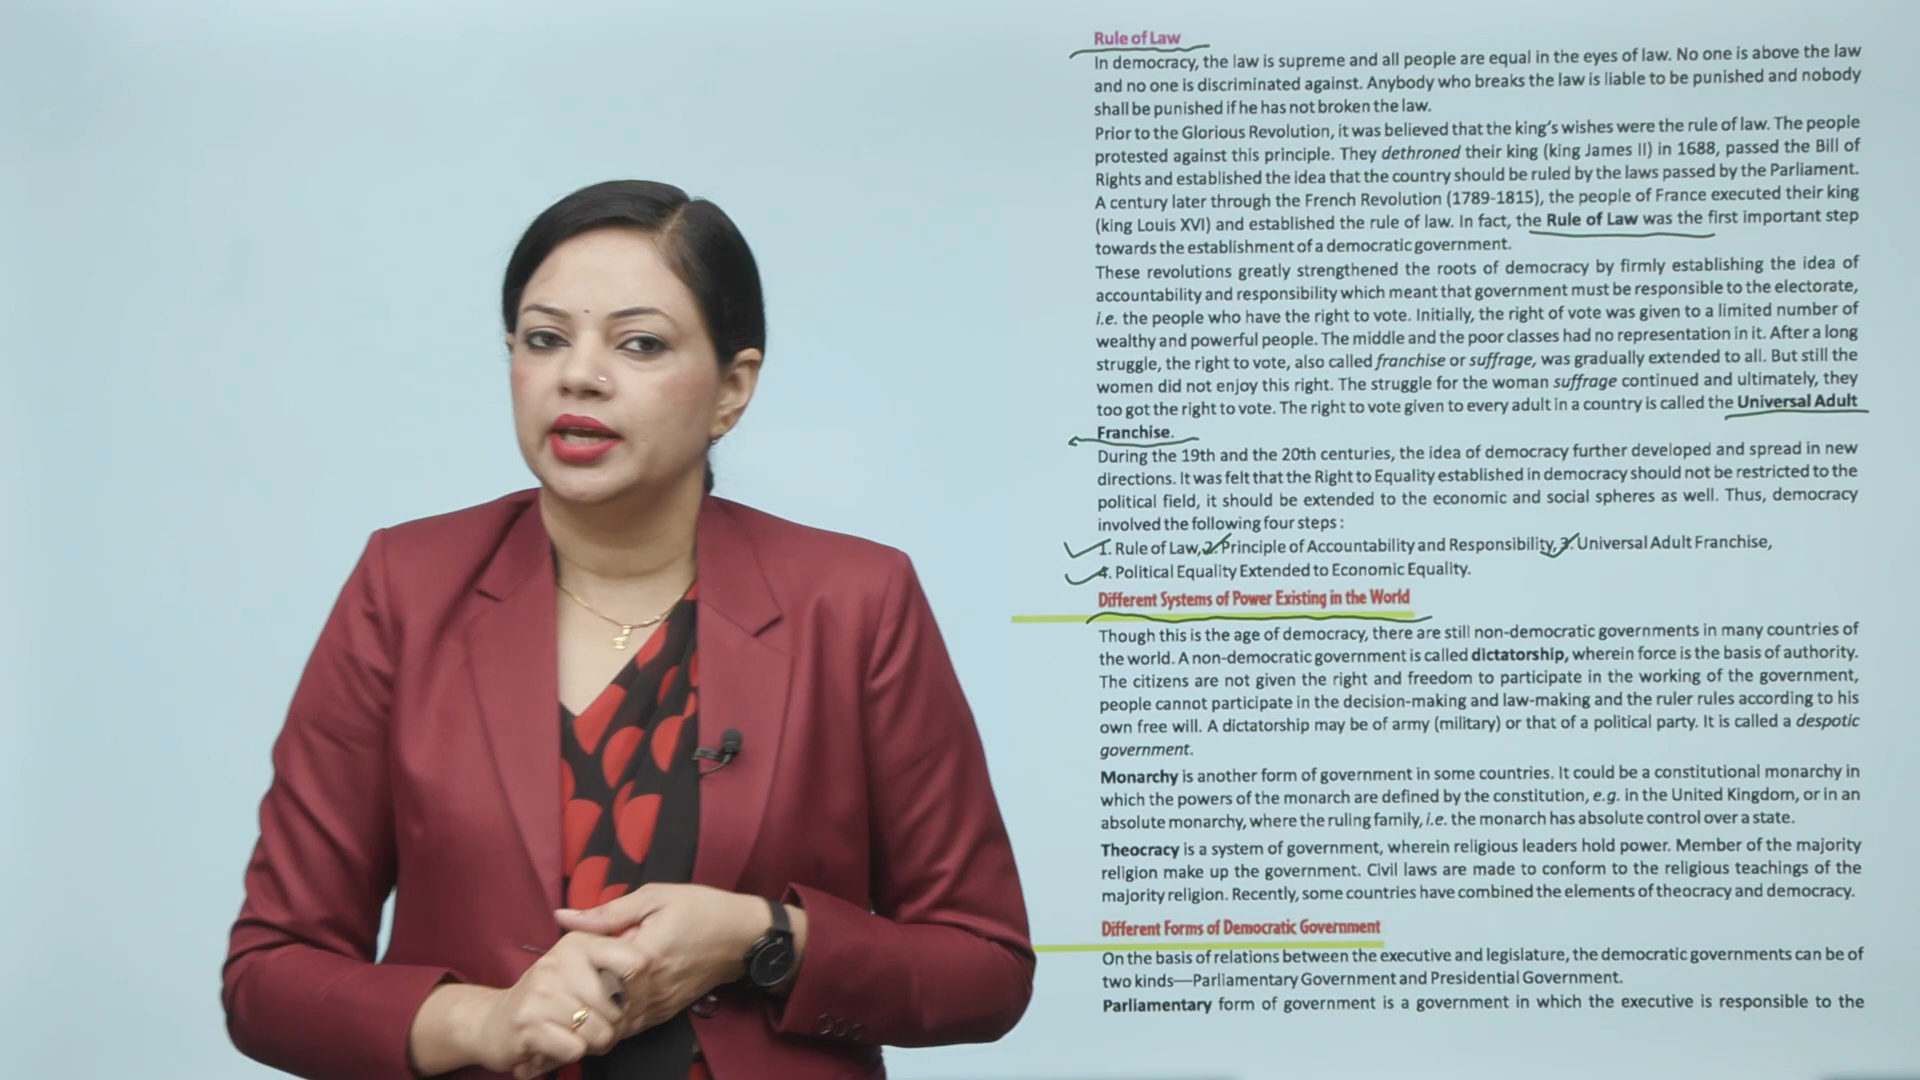 Rule of Law
In democracy, the law is supreme and all people are equal in the eyes of law. No one is above the law
and no one is discriminated against. Anybody who breaks the law is liable to be punished and nobody
shall be punished if he has not broken the law.
Prior to the Glorious Revolution, it was believed that the king's wishes were the rule of law. The people
protested against this principle. They dethroned their king (king James II) in 1688, passed the Bill of
Rights and established the idea that the country should be ruled by the laws passed by the Parliament.
A century later through the French Revolution (1789-1815), the people of France executed their king
(king Louis XVI) and established the rule of law. In fact, the Rule of Law was the first important step
towards the establishment of a democratic government.
These revolutions greatly strengthened the roots of democracy by firmly establishing the idea of
accountability and responsibility which meant that government must be responsible to the electorate,
i.e. the people who have the right to vote. Initially, the right of vote was given to a limited number of
wealthy and powerful people. The middle and the poor classes had no representation in it. After a long
struggle, the right to vote, also called franchise or suffrage, was gradually extended to all. But still the
women did not enjoy this right. The struggle for the woman suffrage continued and ultimately, they
too got the right to vote. The right to vote given to every adult in a country is called the Universal Adult
Franchise.
During the 19th and the 20th centuries, the idea of democracy further developed and spread in new
directions. It was felt that the Right to Equality established in democracy should not be restricted to the
political field, it should be extended to the economic and social spheres as well. Thus, democracy
involved the following four steps :
1. Rule of Law, 2. Principle of Accountability and Responsibility, 3. Universal Adult Franchise,
4. Political Equality Extended to Economic Equality.
Different Systems of Power Existing in the World
Though this is the age of democracy, there are still non-democratic governments in many countries of
the world. A non-democratic government is called dictatorship, wherein force is the basis of authority.
The citizens are not given the right and freedom to participate in the working of the government,
people cannot participate in the decision-making and law-making and the ruler rules according to his
own free will. A dictatorship may be of army (military) or that of a political party. It is called a despotic
government.
Monarchy is another form of government in some countries. It could be a constitutional monarchy in
which the powers of the monarch are defined by the constitution, e.g. in the United Kingdom, or in an
absolute monarchy, where the ruling family, i.e. the monarch has absolute control over a state.
Theocracy is a system of government, wherein religious leaders hold power. Member of the majority
religion make up the government. Civil laws are made to conform to the religious teachings of the
majority religion. Recently, some countries have combined the elements of theocracy and democracy.
Different Forms of Democratic Government
On the basis of relations between the executive and legislature, the democratic governments can be of
two kinds—Parliamentary Government and Presidential Government.
Parliamentary form of government is a government in which the executive is responsible to the